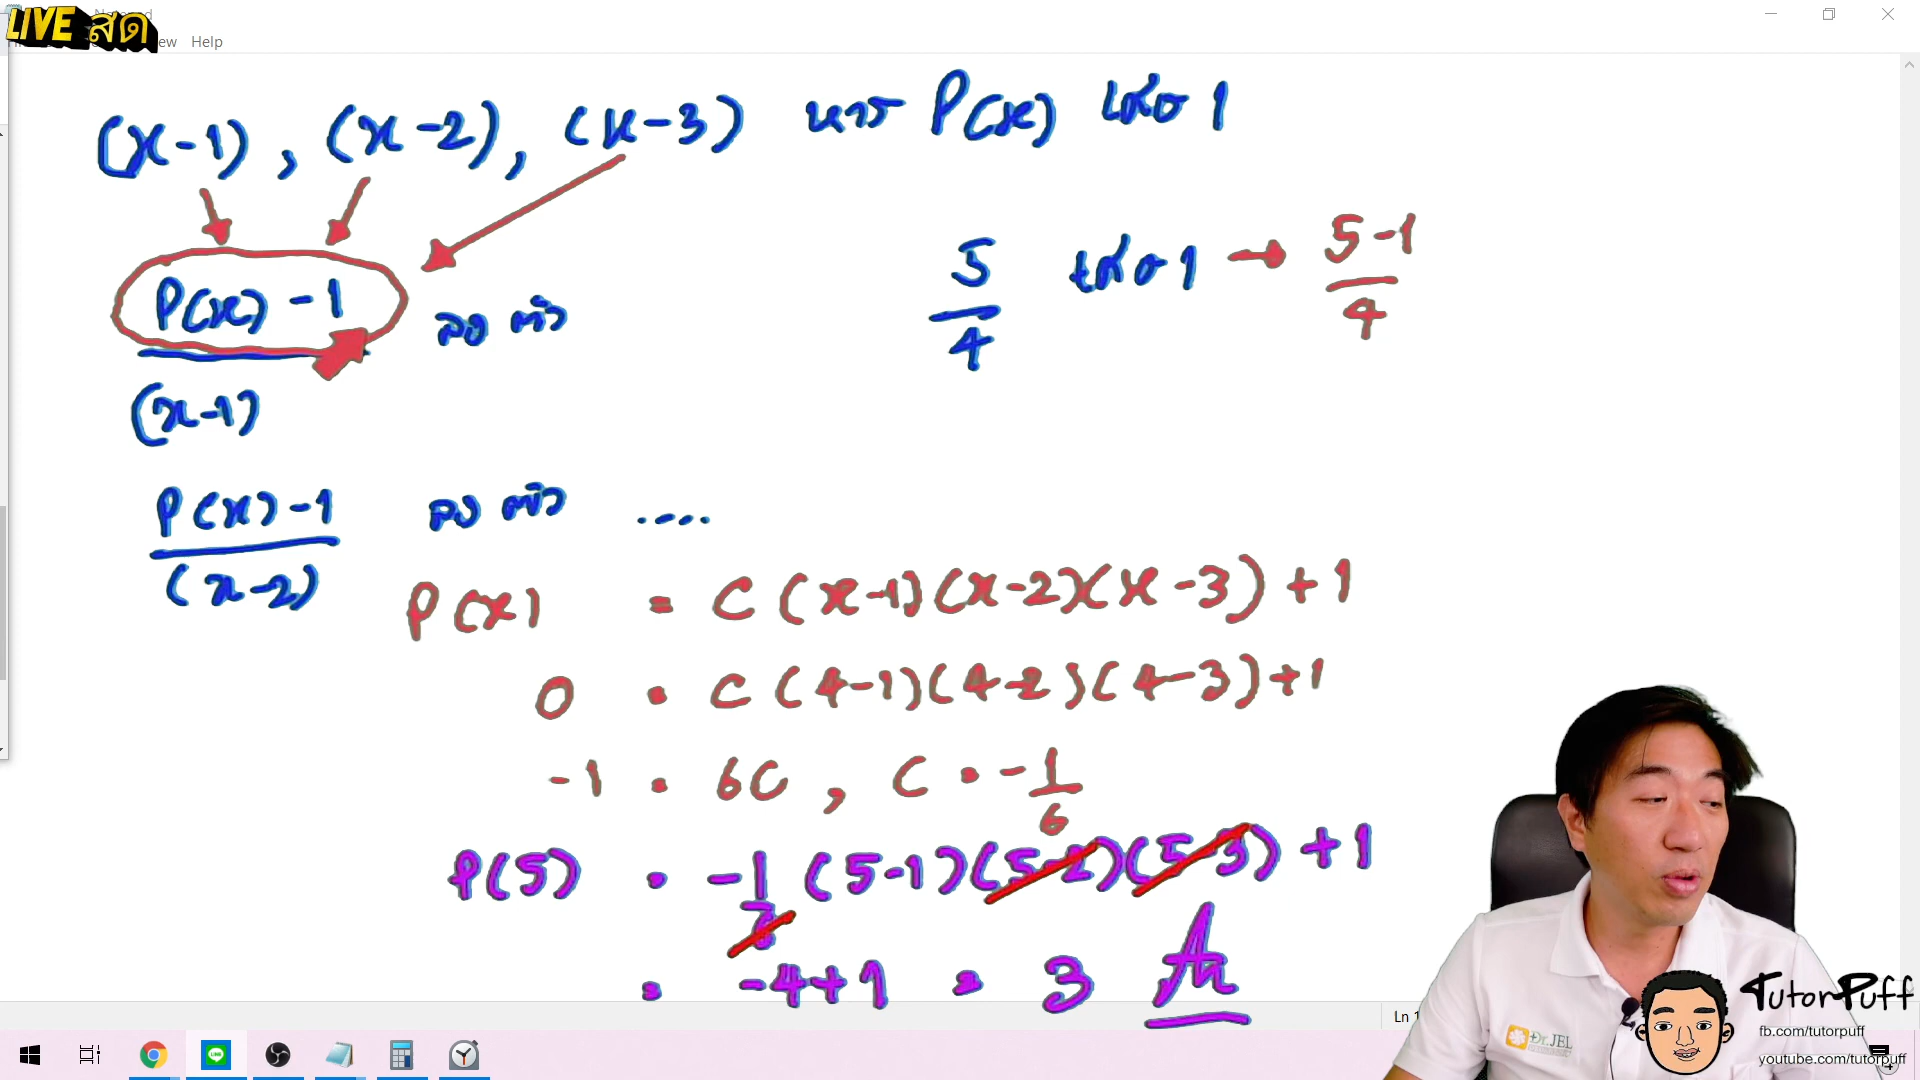 LIVE สด
Help
(x-1), (x-2), (x-3) หาร P(x) เหลือ 1
5/4 เหลือ 1 → (5-1)/4
P(x) - 1 ลงตัว
(x-1)
P(x) - 1 ลงตัว ....
(x-2)
P(x) = C(x-1)(x-2)(x-3)+1
0 = C(4-1)(4-2)(4-3)+1
-1 = 6C, C = -1/6
P(5) = -1/6 (5-1)(5-2)(5-3)+1
= -4+1 = 3
Ln 1
Dr.JEL
TutorPuff
fb.com/tutorpuff
youtube.com/tutorpuff